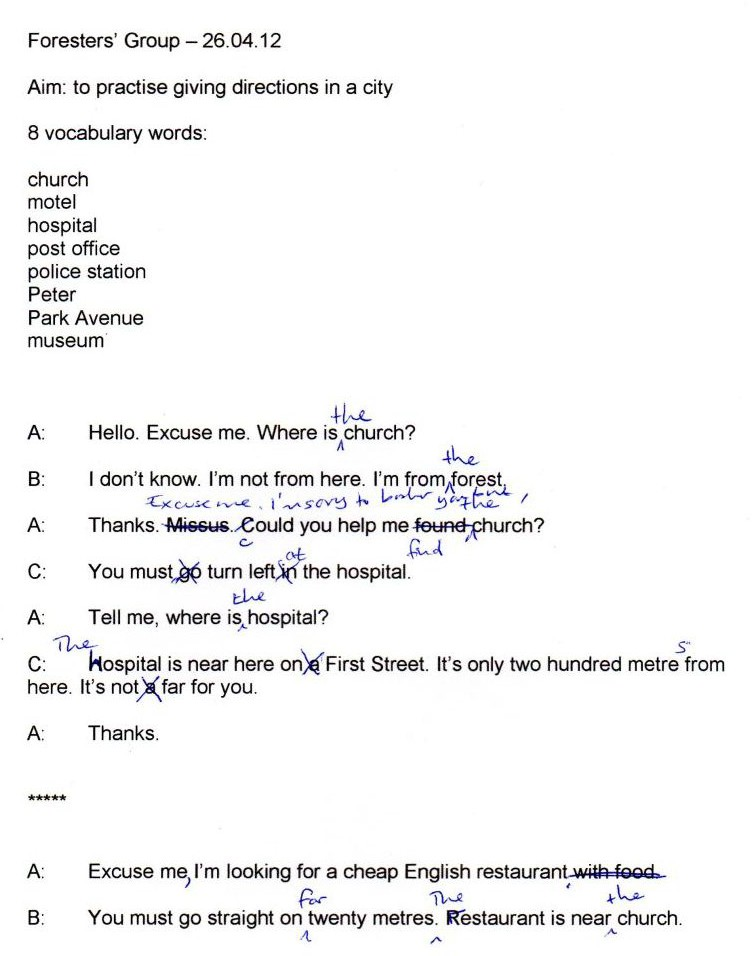 Foresters' Group – 26.04.12
Aim: to practise giving directions in a city
8 vocabulary words:
church
motel
hospital
post office
police station
Peter
Park Avenue
museum
the
A: Hello. Excuse me. Where is church?
the
B: I don't know. I'm not from here. I'm from forest.
Excuse me, I'm sorry to bother you, the
A: Thanks. Missus. Could you help me found church?
c find
at
C: You must go turn left in the hospital.
the
A: Tell me, where is hospital?
The s
C: Hospital is near here on a First Street. It's only two hundred metre from
here. It's not a far for you.
A: Thanks.
*****
A: Excuse me, I'm looking for a cheap English restaurant with food.
for The the
B: You must go straight on twenty metres. Restaurant is near church.